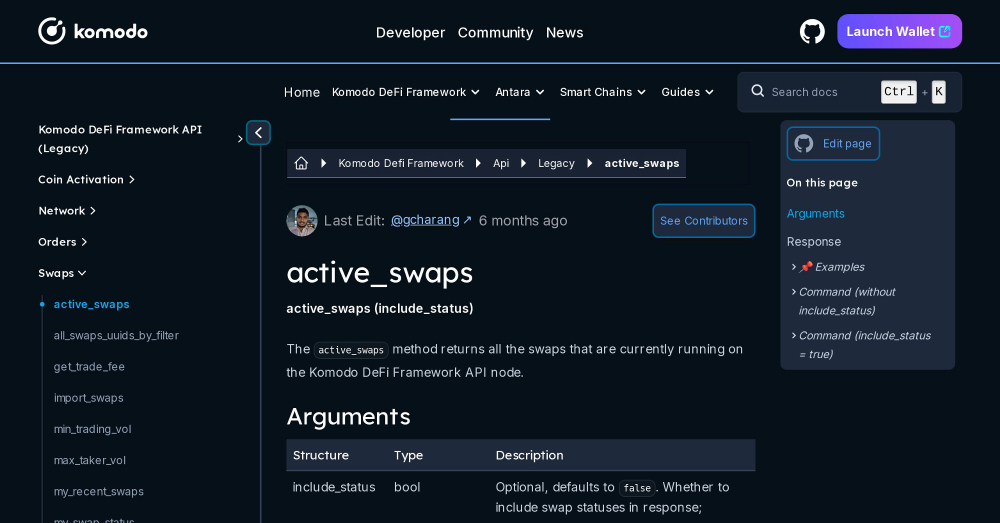 komodo
Developer Community News
Launch Wallet
Home Komodo DeFi Framework Antara Smart Chains Guides
Search docs Ctrl + K
Komodo DeFi Framework API
(Legacy)
Coin Activation
Network
Orders
Swaps
active_swaps
all_swaps_uuids_by_filter
get_trade_fee
import_swaps
min_trading_vol
max_taker_vol
my_recent_swaps
my_swap_status
Komodo Defi Framework Api Legacy active_swaps
Last Edit: @gcharang ↗ 6 months ago
See Contributors
active_swaps
active_swaps (include_status)
The active_swaps method returns all the swaps that are currently running on
the Komodo DeFi Framework API node.
Arguments
Structure Type Description
include_status bool Optional, defaults to false. Whether to
include swap statuses in response;
Edit page
On this page
Arguments
Response
📌 Examples
Command (without
include_status)
Command (include_status
= true)